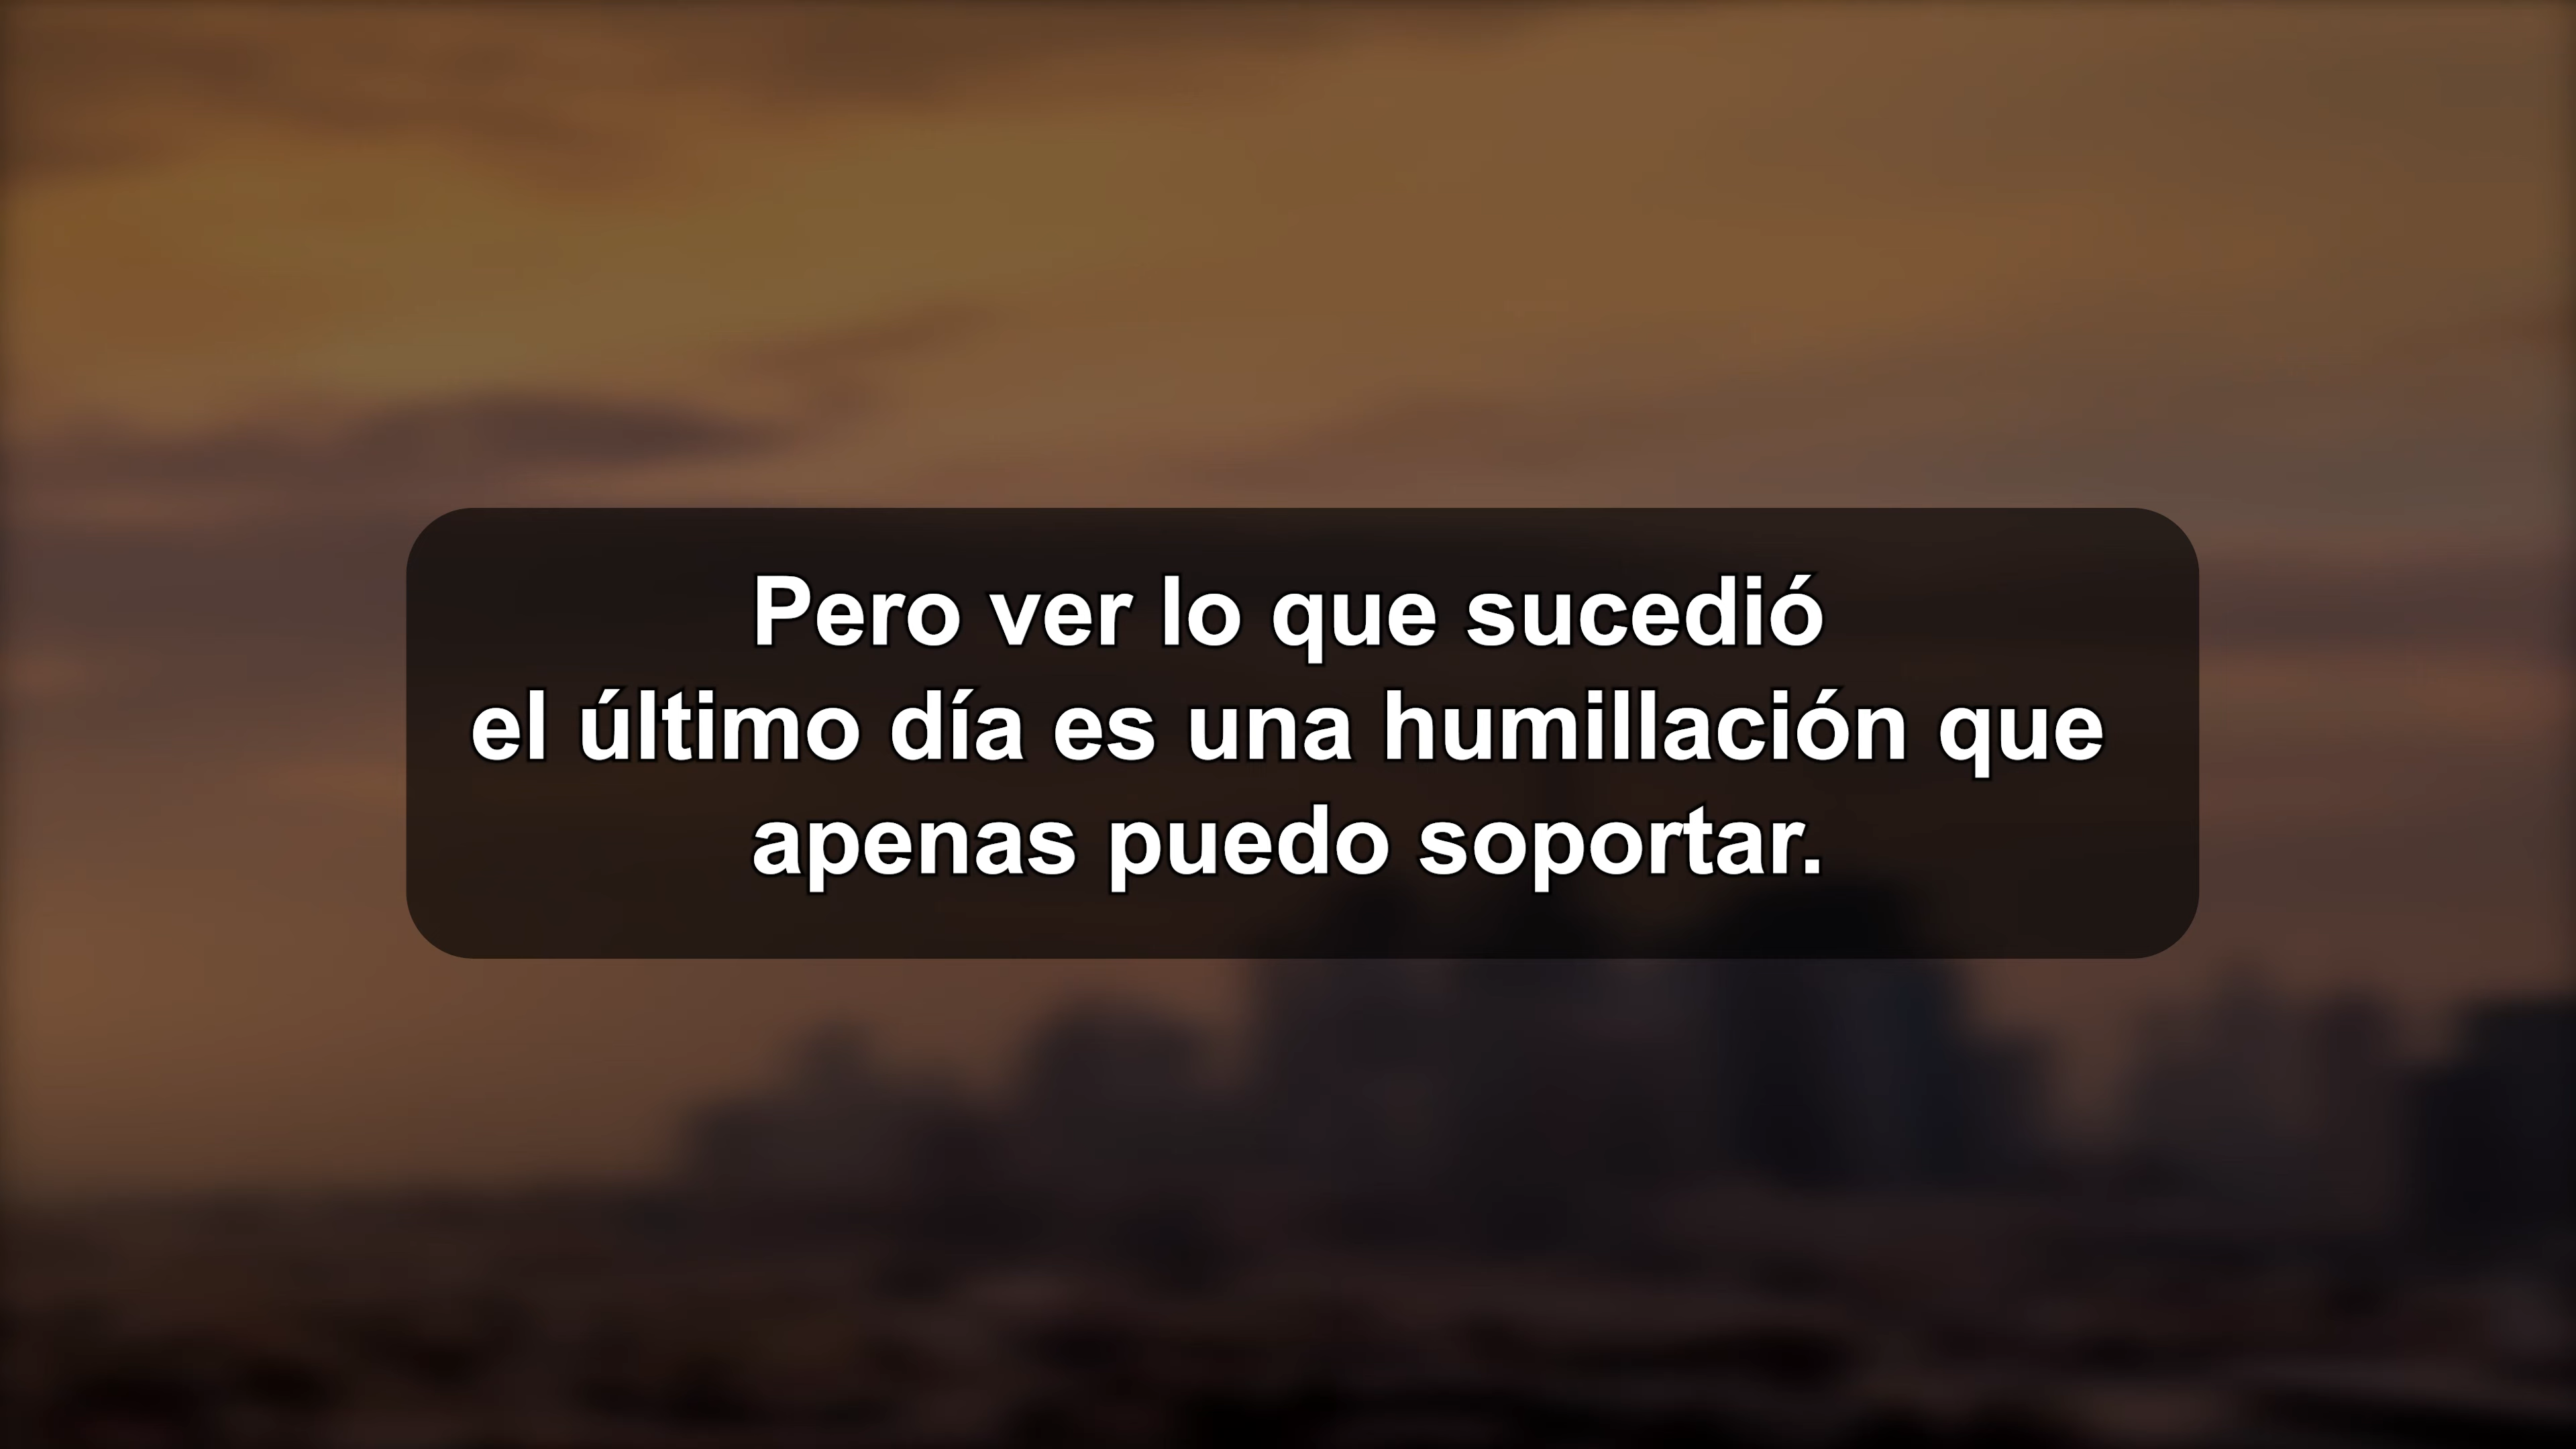 Pero ver lo que sucedió
el último día es una humillación que
apenas puedo soportar.